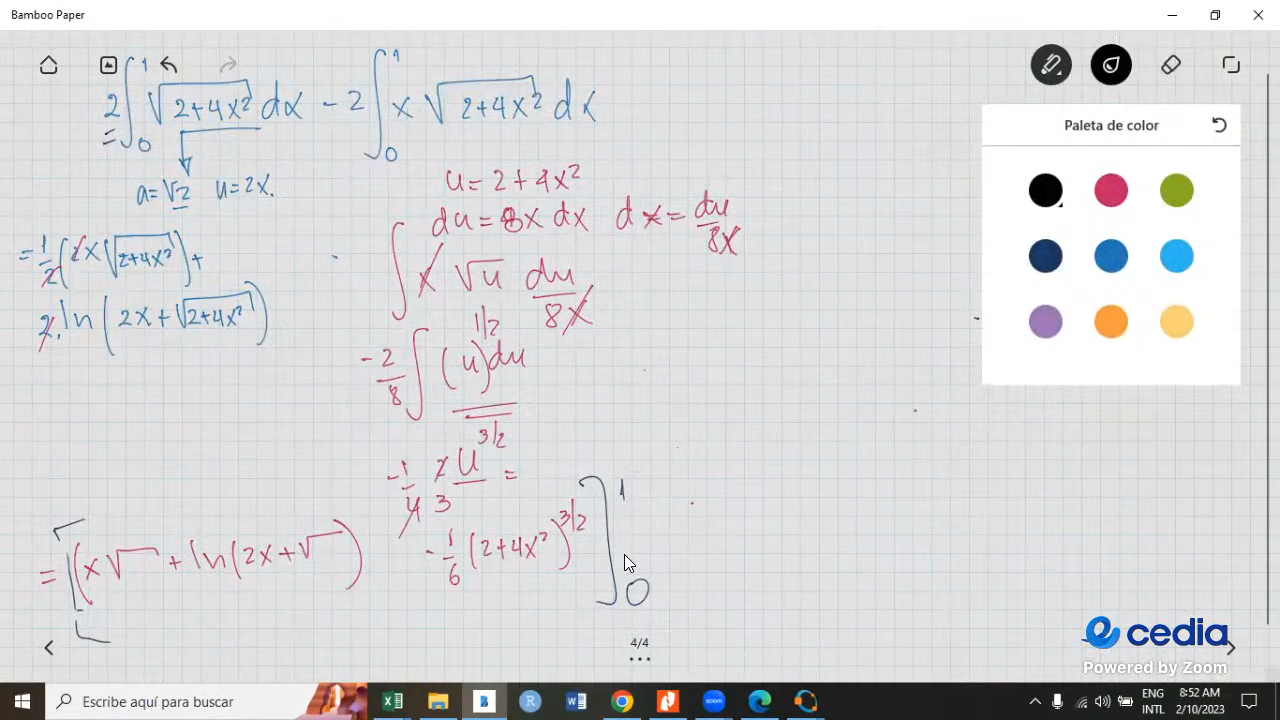 Bamboo Paper
2∫₀¹ √(2+4x²) dx - 2∫₀¹ x √(2+4x²) dx
=
a=√2 u=2x.
u = 2+4x²
du = 8x dx dx = du/8x
= 1/2 (2x √(2+4x²)) +
2. ln(2x + √(2+4x²))
∫ x √u du/8x
-2/8 ∫ (u)^1/2 du
-1/4 2/3 u^3/2 =
= [(x√ + ln(2x+√ ) -1/6 (2+4x²)^3/2 ]₀¹
Paleta de color
4/4
cedia
Powered by Zoom
Escribe aquí para buscar
ENG
INTL
8:52 AM
2/10/2023